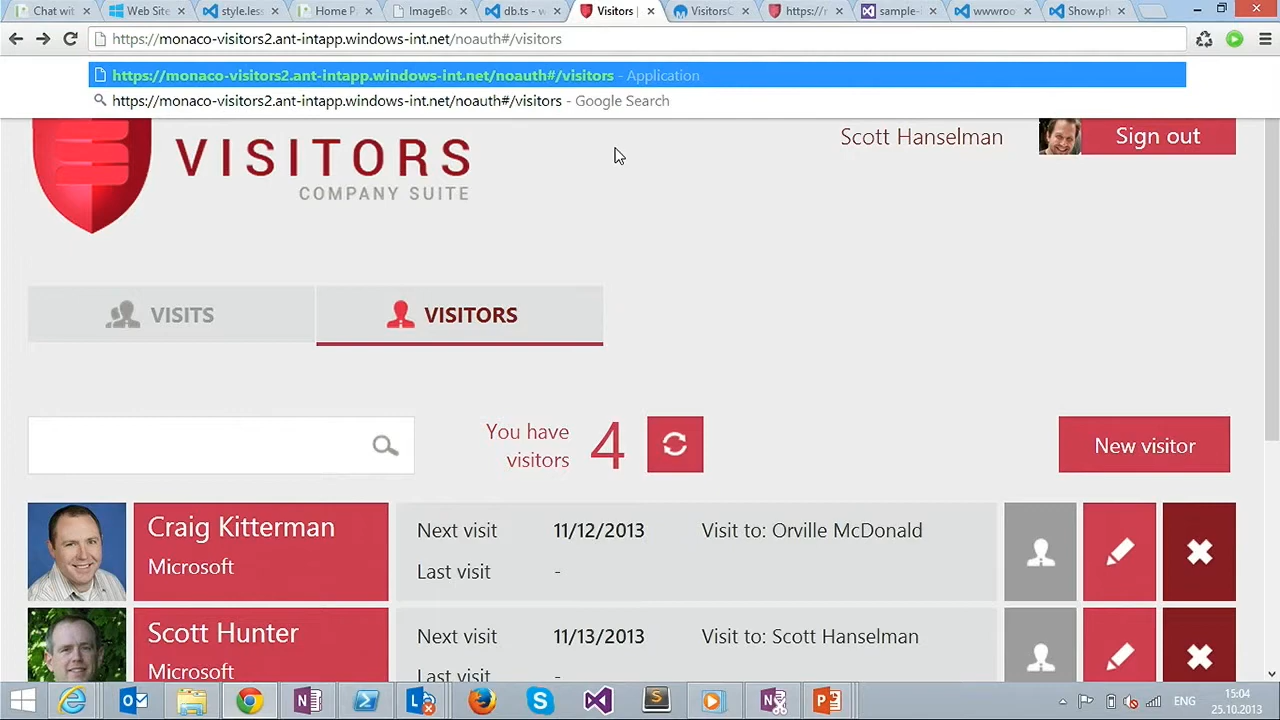 Chat wit
Web Site
style.less
Home P
ImageBo
db.ts - w
Visitors |
VisitorsC
https:/
sample-
wwwroo
Show.ph
https://monaco-visitors2.ant-intapp.windows-int.net/noauth#/visitors
https://monaco-visitors2.ant-intapp.windows-int.net/noauth#/visitors - Application
https://monaco-visitors2.ant-intapp.windows-int.net/noauth#/visitors - Google Search
VISITORS
COMPANY SUITE
Scott Hanselman
Sign out
VISITS
VISITORS
You have
visitors
4
New visitor
Craig Kitterman
Microsoft
Next visit 11/12/2013 Visit to: Orville McDonald
Last visit -
Scott Hunter
Microsoft
Next visit 11/13/2013 Visit to: Scott Hanselman
Last visit
ENG
15:04
25.10.2013